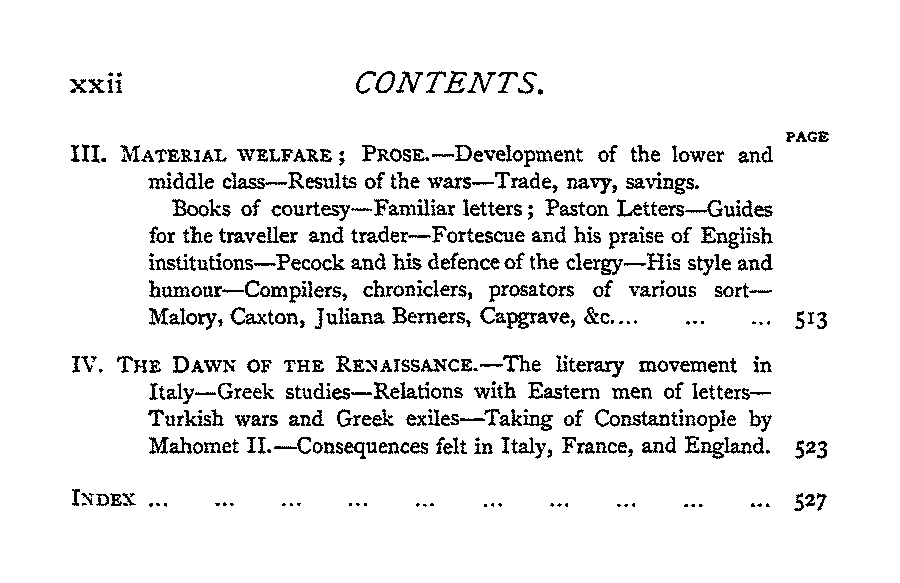 xxii CONTENTS.
PAGE
III. MATERIAL WELFARE; PROSE.—Development of the lower and
middle class—Results of the wars—Trade, navy, savings.
Books of courtesy—Familiar letters; Paston Letters—Guides
for the traveller and trader—Fortescue and his praise of English
institutions—Pecock and his defence of the clergy—His style and
humour—Compilers, chroniclers, prosators of various sort—
Malory, Caxton, Juliana Berners, Capgrave, &c.... ... ... 513
IV. THE DAWN OF THE RENAISSANCE.—The literary movement in
Italy—Greek studies—Relations with Eastern men of letters—
Turkish wars and Greek exiles—Taking of Constantinople by
Mahomet II.—Consequences felt in Italy, France, and England. 523
INDEX ... ... ... ... ... ... ... ... ... ... 527